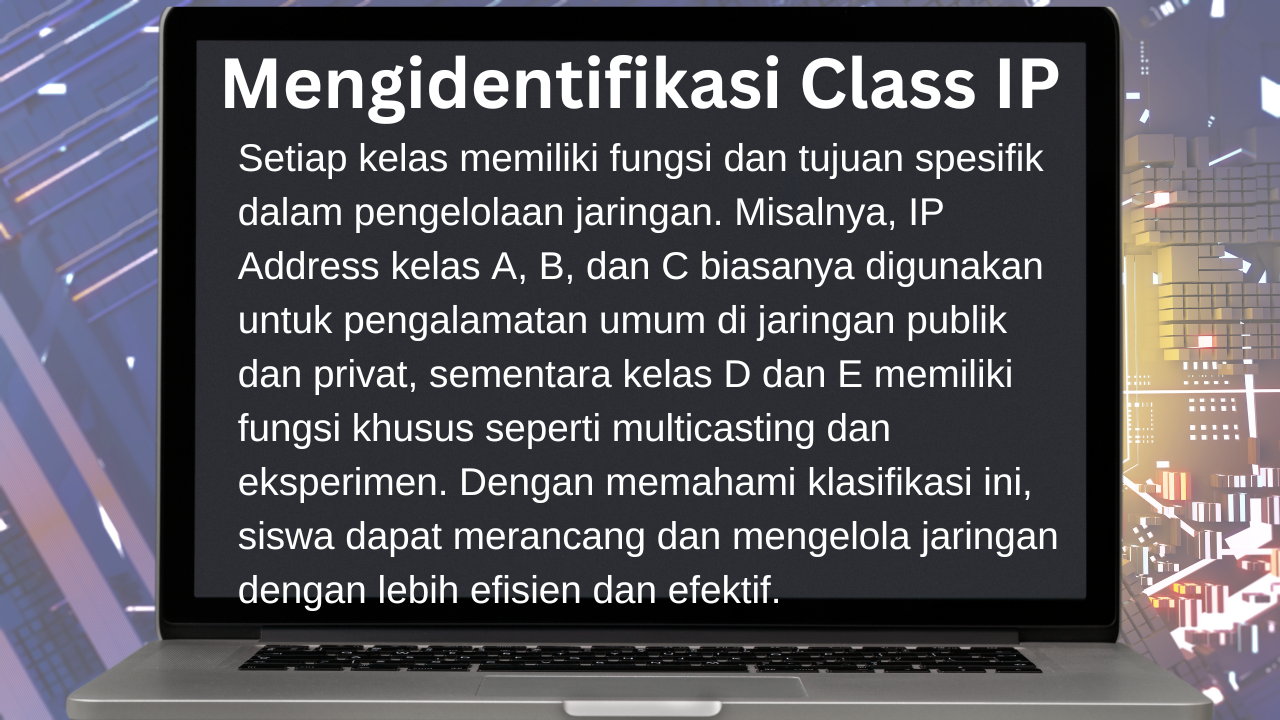 Mengidentifikasi Class IP
Setiap kelas memiliki fungsi dan tujuan spesifik
dalam pengelolaan jaringan. Misalnya, IP
Address kelas A, B, dan C biasanya digunakan
untuk pengalamatan umum di jaringan publik
dan privat, sementara kelas D dan E memiliki
fungsi khusus seperti multicasting dan
eksperimen. Dengan memahami klasifikasi ini,
siswa dapat merancang dan mengelola jaringan
dengan lebih efisien dan efektif.